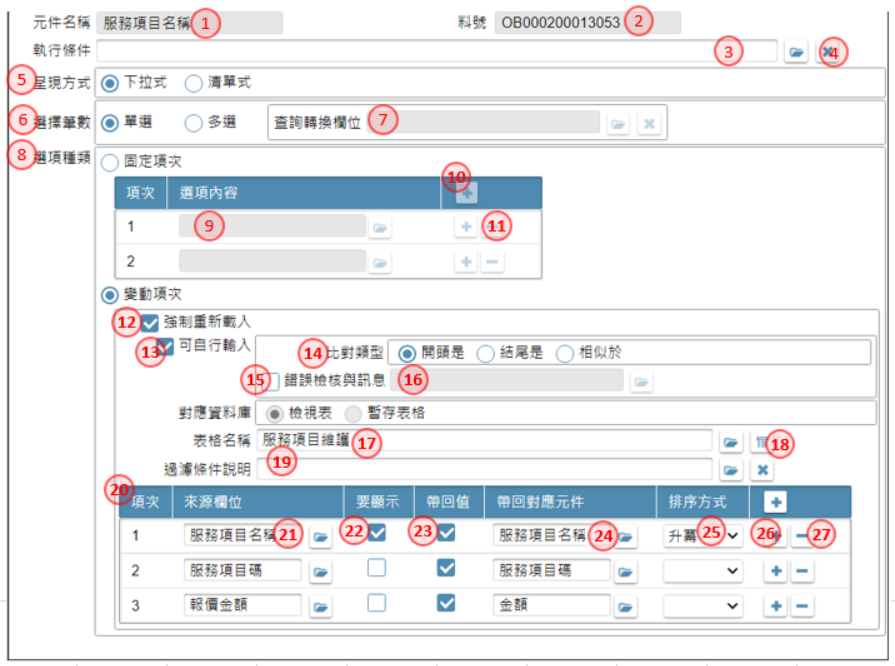 元件名稱 服務項目名稱 1 料號 OB000200013053 2
執行條件 3 4
5 呈現方式 下拉式 清單式
6 選擇筆數 單選 多選 查詢轉換欄位 7
8 選項種類 固定項次
10
項次 選項內容 +
1 9 + 11
2 + −
變動項次
12 強制重新載入
13 可自行輸入 14 比對類型 開頭是 結尾是 相似於
15 錯誤檢核與訊息 16
對應資料庫 檢視表 暫存表格
表格名稱 服務項目維護 17 18
過濾條件說明 19
20 項次 來源欄位 要顯示 帶回值 帶回對應元件 排序方式 +
1 服務項目名稱 21 22 23 服務項目名稱 24 升冪 25 26 − 27
2 服務項目碼 服務項目碼 + −
3 報價金額 金額 + −